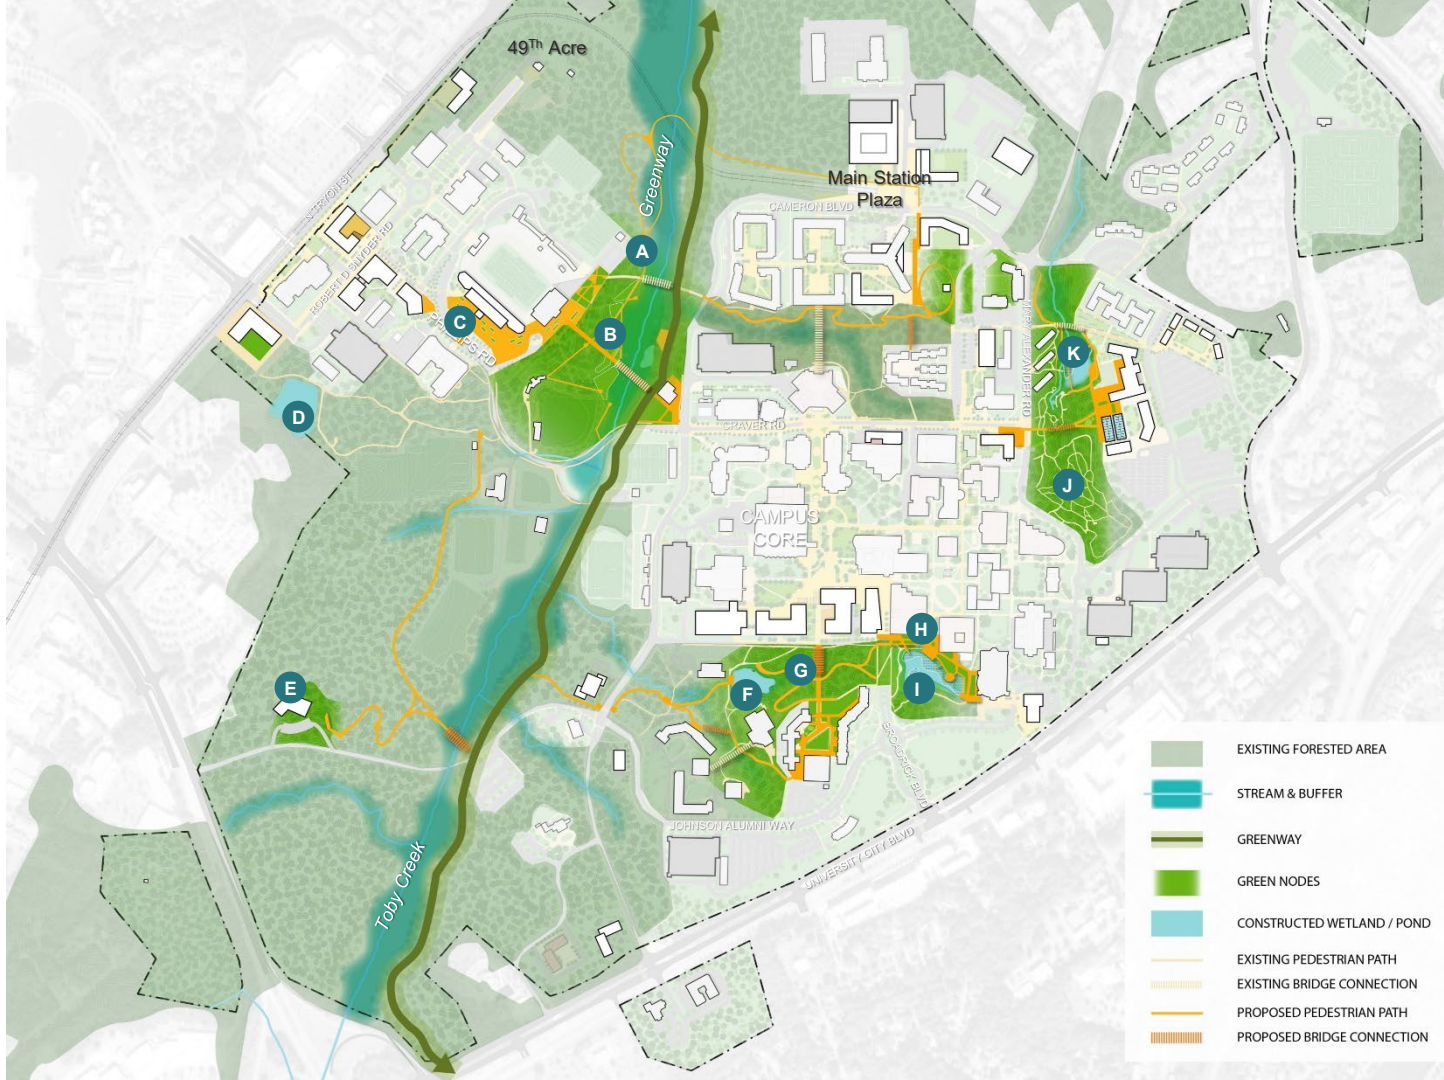 49Th Acre
Greenway
Main Station
Plaza
CAMERON BLVD
N TRYON ST
ROBERT D SNYDER RD
A
B
C
PHILLIPS RD
K
MARY ALEXANDER RD
D
CRAVER RD
J
CAMPUS
CORE
H
G
E
F
I
BROADRICK BLVD
JOHNSON ALUMNI WAY
UNIVERSITY CITY BLVD
Toby Creek
EXISTING FORESTED AREA
STREAM & BUFFER
GREENWAY
GREEN NODES
CONSTRUCTED WETLAND / POND
EXISTING PEDESTRIAN PATH
EXISTING BRIDGE CONNECTION
PROPOSED PEDESTRIAN PATH
PROPOSED BRIDGE CONNECTION